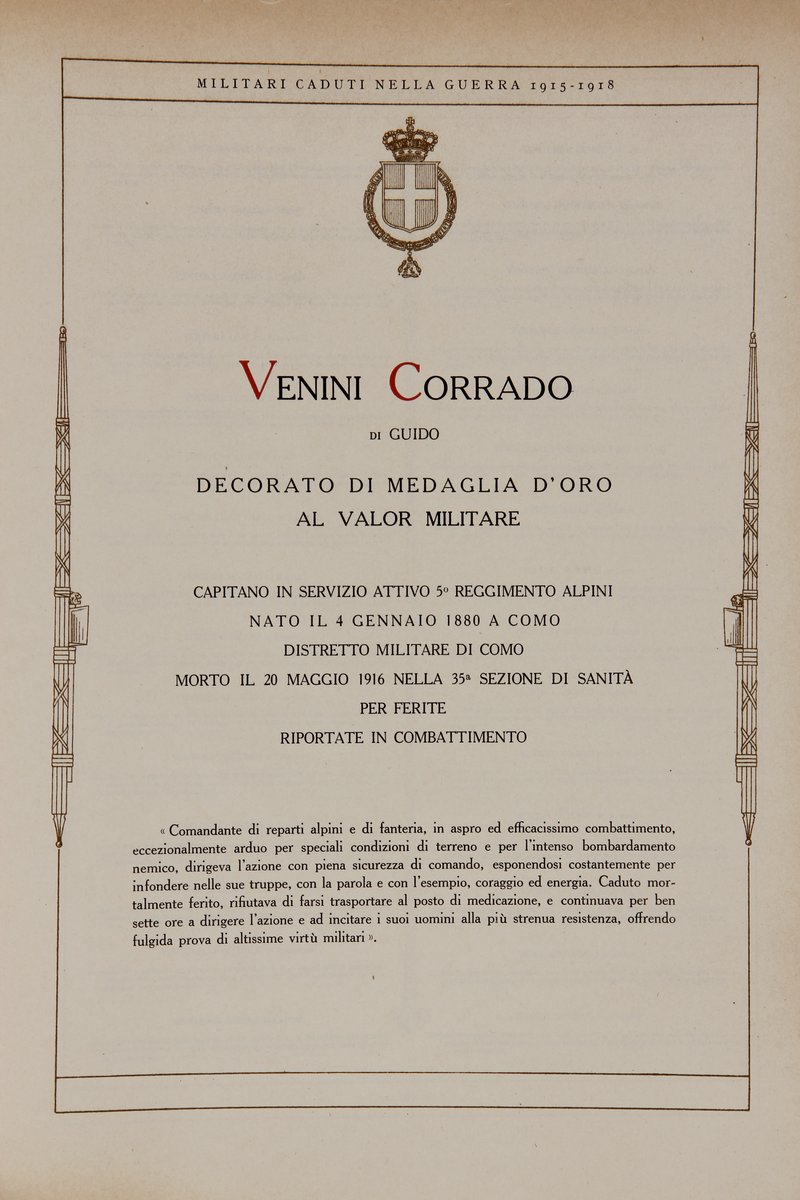 MILITARI CADUTI NELLA GUERRA 1915-1918
VENINI CORRADO
DI GUIDO
DECORATO DI MEDAGLIA D'ORO
AL VALOR MILITARE
CAPITANO IN SERVIZIO ATTIVO 5º REGGIMENTO ALPINI
NATO IL 4 GENNAIO 1880 A COMO
DISTRETTO MILITARE DI COMO
MORTO IL 20 MAGGIO 1916 NELLA 35ª SEZIONE DI SANITÀ
PER FERITE
RIPORTATE IN COMBATTIMENTO
« Comandante di reparti alpini e di fanteria, in aspro ed efficacissimo combattimento,
eccezionalmente arduo per speciali condizioni di terreno e per l'intenso bombardamento
nemico, dirigeva l'azione con piena sicurezza di comando, esponendosi costantemente per
infondere nelle sue truppe, con la parola e con l'esempio, coraggio ed energia. Caduto mor-
talmente ferito, rifiutava di farsi trasportare al posto di medicazione, e continuava per ben
sette ore a dirigere l'azione e ad incitare i suoi uomini alla più strenua resistenza, offrendo
fulgida prova di altissime virtù militari ».